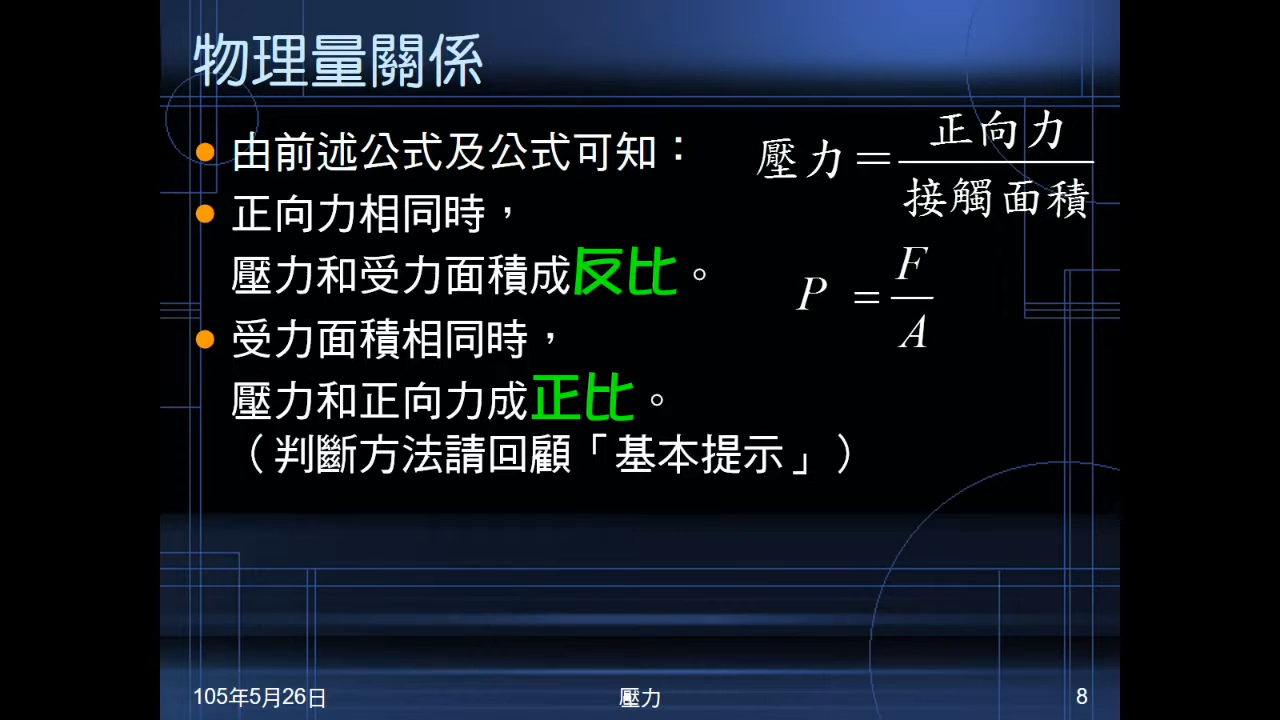 物理量關係
由前述公式及公式可知：
正向力相同時，
壓力和受力面積成反比。
受力面積相同時，
壓力和正向力成正比。
（判斷方法請回顧「基本提示」）
壓力＝正向力/接觸面積
P = F/A
105年5月26日
壓力
8